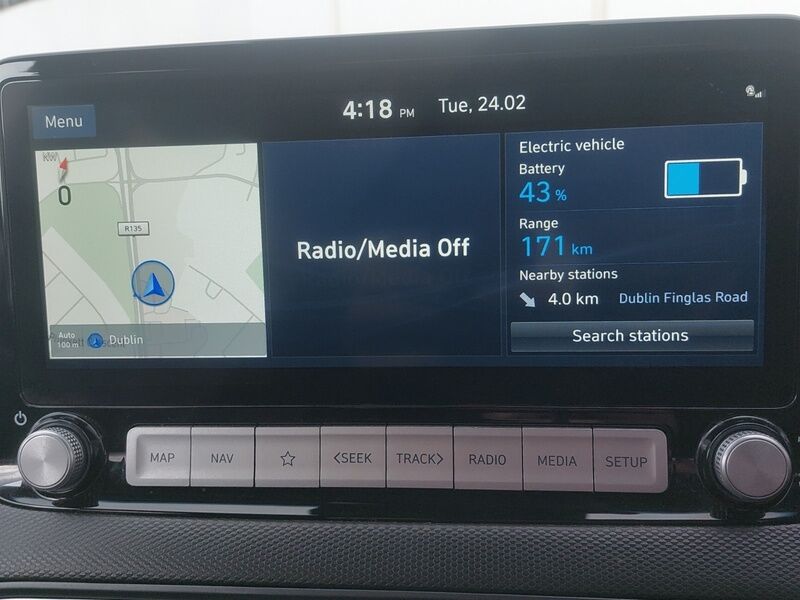 4:18 PM Tue, 24.02
Menu
KW
0
R135
Auto
100 m
Dublin
Radio/Media Off
Electric vehicle
Battery
43 %
Range
171 km
Nearby stations
4.0 km Dublin Finglas Road
Search stations
MAP NAV <SEEK TRACK> RADIO MEDIA SETUP